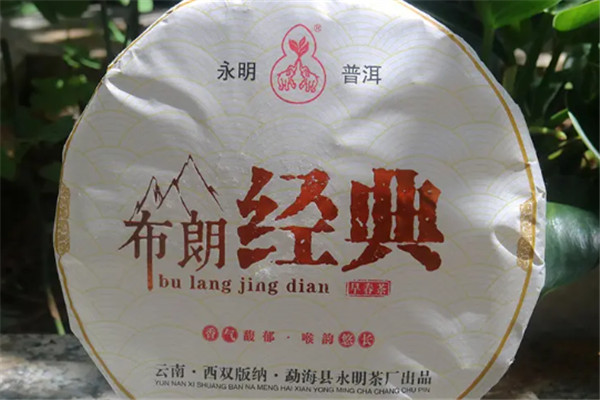 永明 普洱
布朗 经典
bu lang jing dian 早春茶
香气馥郁·喉韵悠长
云南·西双版纳·勐海县永明茶厂出品
YUN NAN XI SHUANG BAN NA MENG HAI XIAN YONG MING CHA CHANG CHU PIN